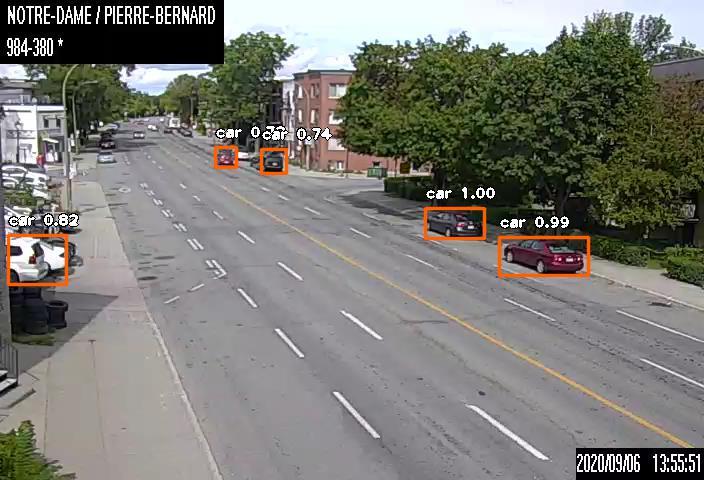 NOTRE-DAME / PIERRE-BERNARD
984-380 *
car 0.74
car 1.00
car 0.99
car 0.82
2020/09/06 13:55:51